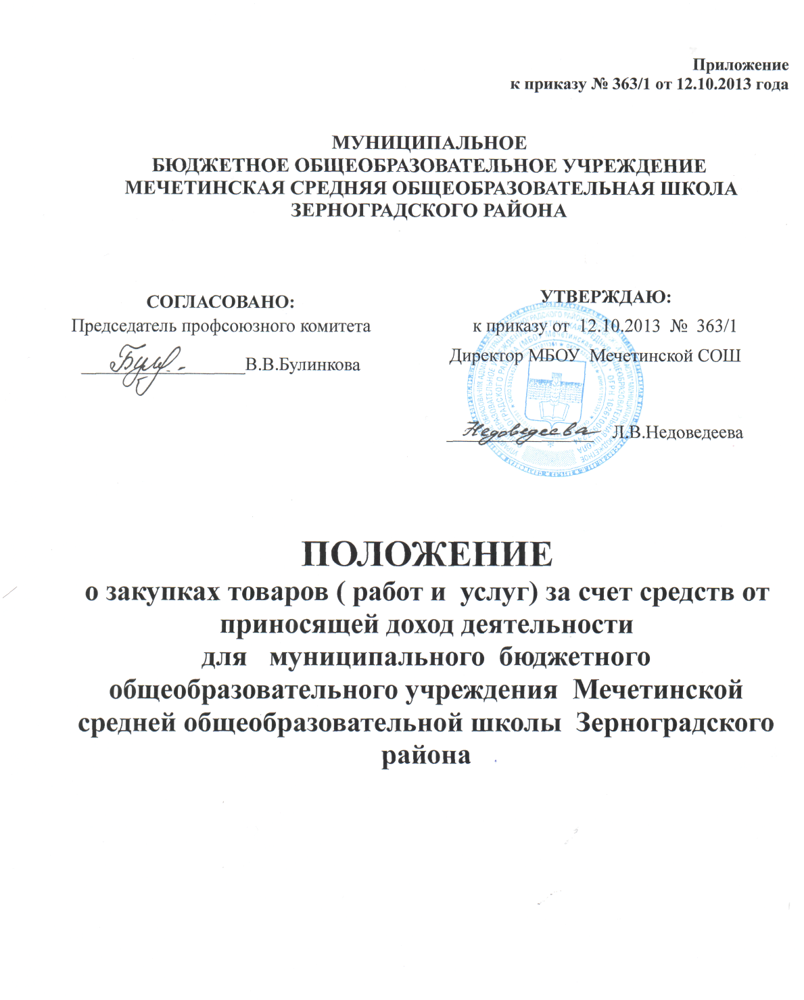 Приложение
к приказу № 363/1 от 12.10.2013 года
МУНИЦИПАЛЬНОЕ
БЮДЖЕТНОЕ ОБЩЕОБРАЗОВАТЕЛЬНОЕ УЧРЕЖДЕНИЕ
МЕЧЕТИНСКАЯ СРЕДНЯЯ ОБЩЕОБРАЗОВАТЕЛЬНАЯ ШКОЛА
ЗЕРНОГРАДСКОГО РАЙОНА
СОГЛАСОВАНО:
Председатель профсоюзного комитета
В.В.Булинкова
УТВЕРЖДАЮ:
к приказу от 12.10.2013 № 363/1
Директор МБОУ Мечетинской СОШ
Недоведеева Л.В.Недоведеева
ПОЛОЖЕНИЕ
о закупках товаров ( работ и услуг) за счет средств от
приносящей доход деятельности
для муниципального бюджетного
общеобразовательного учреждения Мечетинской
средней общеобразовательной школы Зерноградского
района